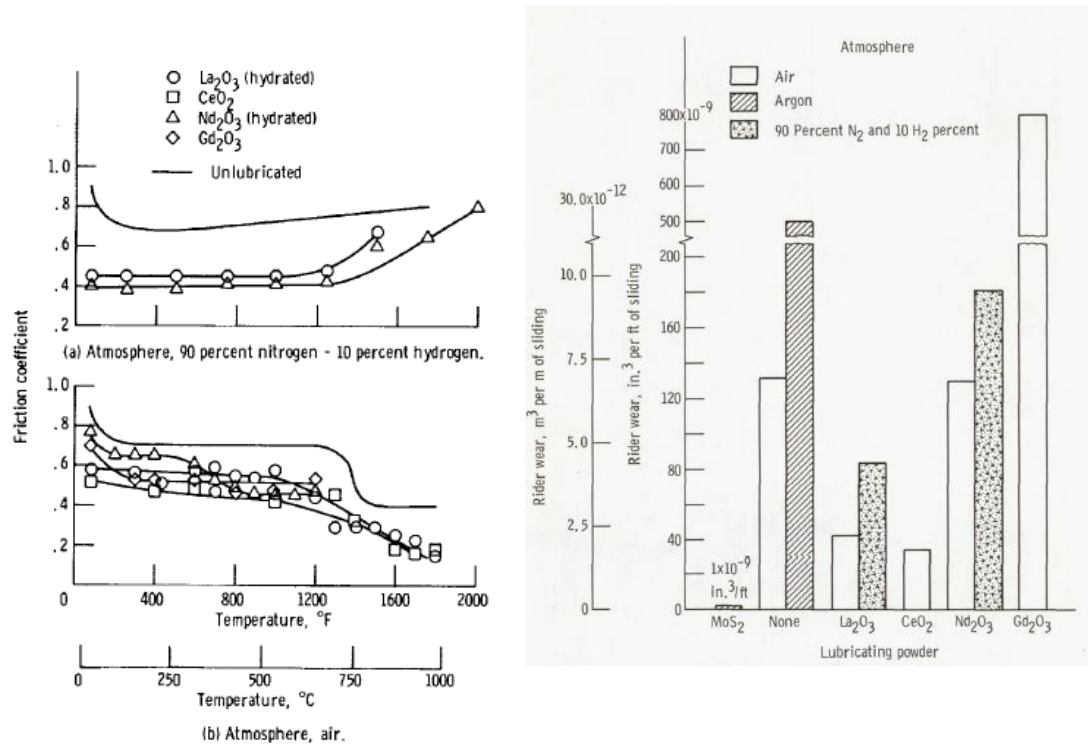 La2O3 (hydrated)
CeO2
Nd2O3 (hydrated)
Gd2O3
Unlubricated
1.0
.8
.6
.4
.2
(a) Atmosphere, 90 percent nitrogen - 10 percent hydrogen.
Friction coefficient
1.0
.8
.6
.4
.2
0 400 800 1200 1600 2000
Temperature, °F
0 250 500 750 1000
Temperature, °C
(b) Atmosphere, air.
Atmosphere
Air
Argon
90 Percent N2 and 10 H2 percent
30.0x10-12
10.0
7.5
5.0
2.5
0
Rider wear, m3 per m of sliding
800x10-9
700
600
500
200
160
120
80
40
0
Rider wear, in.3 per ft of sliding
1x10-9
in.3/ft
MoS2 None La2O3 CeO2 Nd2O3 Gd2O3
Lubricating powder